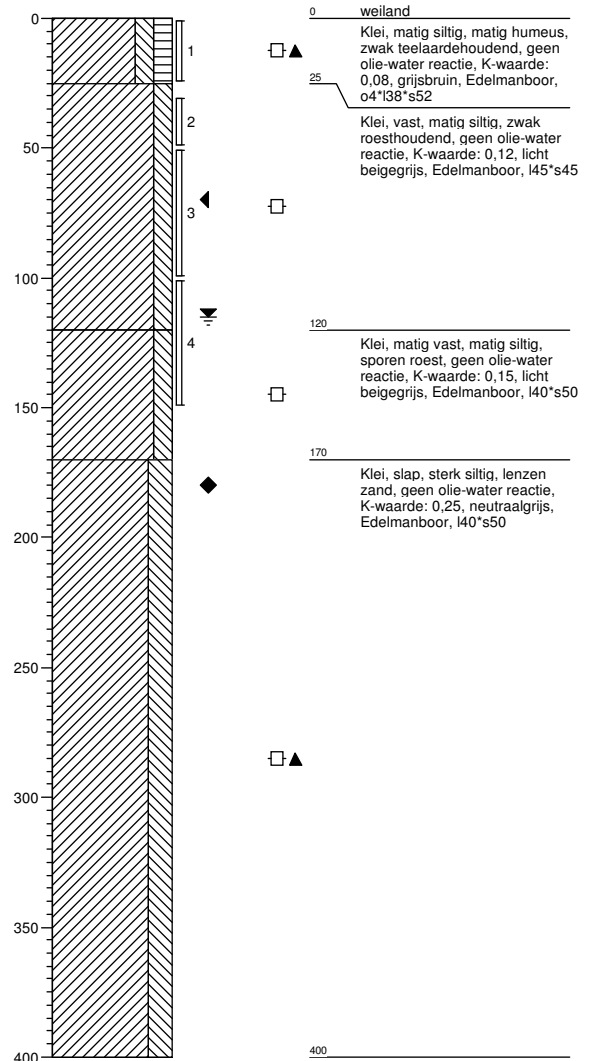 0
50
100
150
200
250
300
350
400
1
2
3
4
0 weiland
Klei, matig siltig, matig humeus,
zwak teelaardehoudend, geen
olie-water reactie, K-waarde:
0,08, grijsbruin, Edelmanboor,
o4*l38*s52
25
Klei, vast, matig siltig, zwak
roesthoudend, geen olie-water
reactie, K-waarde: 0,12, licht
beigegrijs, Edelmanboor, l45*s45
120
Klei, matig vast, matig siltig,
sporen roest, geen olie-water
reactie, K-waarde: 0,15, licht
beigegrijs, Edelmanboor, l40*s50
170
Klei, slap, sterk siltig, lenzen
zand, geen olie-water reactie,
K-waarde: 0,25, neutraalgrijs,
Edelmanboor, l40*s50
400